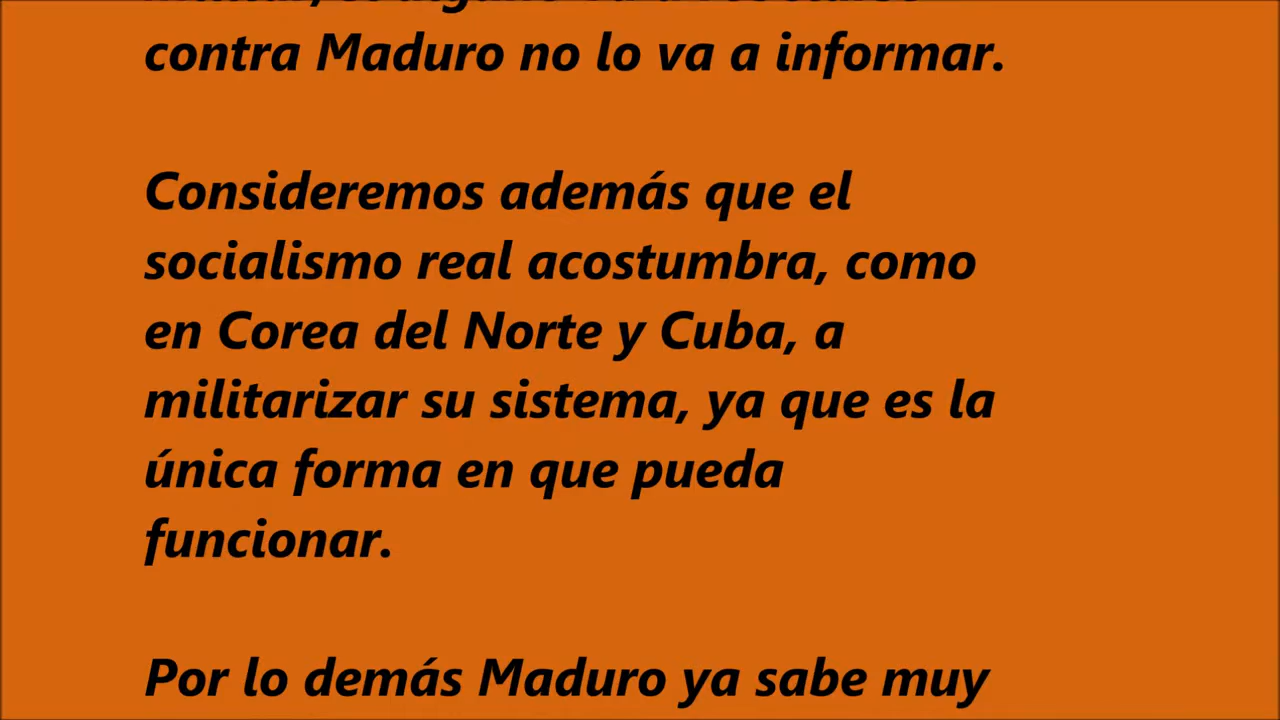 contra Maduro no lo va a informar.
Consideremos además que el
socialismo real acostumbra, como
en Corea del Norte y Cuba, a
militarizar su sistema, ya que es la
única forma en que pueda
funcionar.
Por lo demás Maduro ya sabe muy